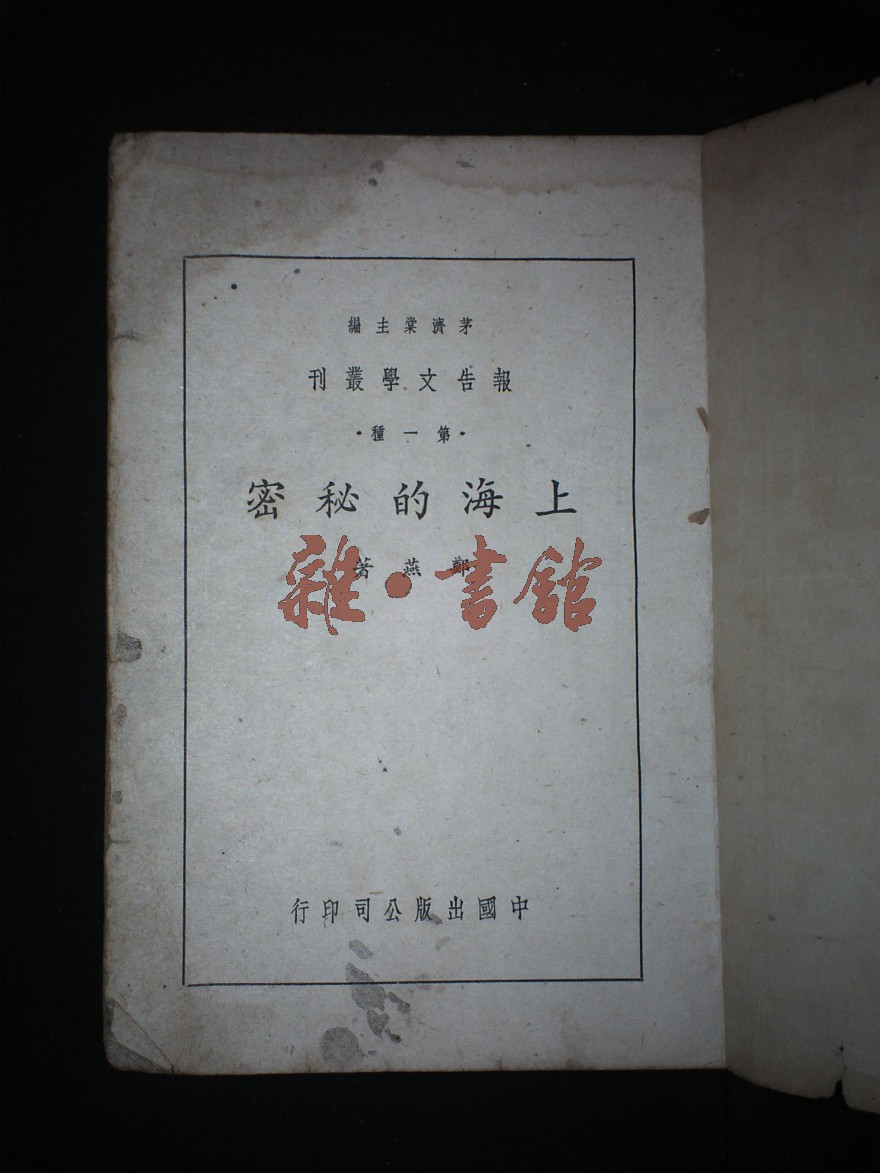 茅濟棠主編
報告文學叢刊
·第一種·
上海的秘密
鄭燕著
雜·書館
中國出版公司印行